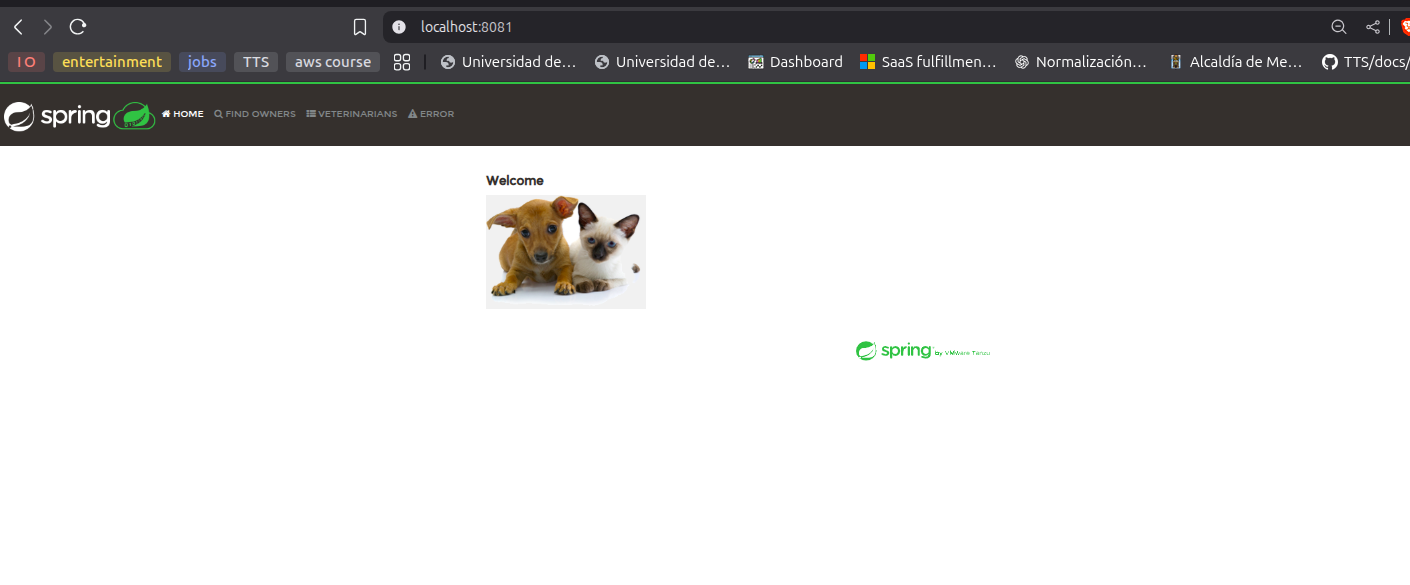 localhost:8081
I O entertainment jobs TTS aws course Universidad de... Universidad de... Dashboard SaaS fulfillmen... Normalización... Alcaldía de Me... TTS/docs/
spring HOME FIND OWNERS VETERINARIANS ERROR
Welcome
spring by VMware Tanzu